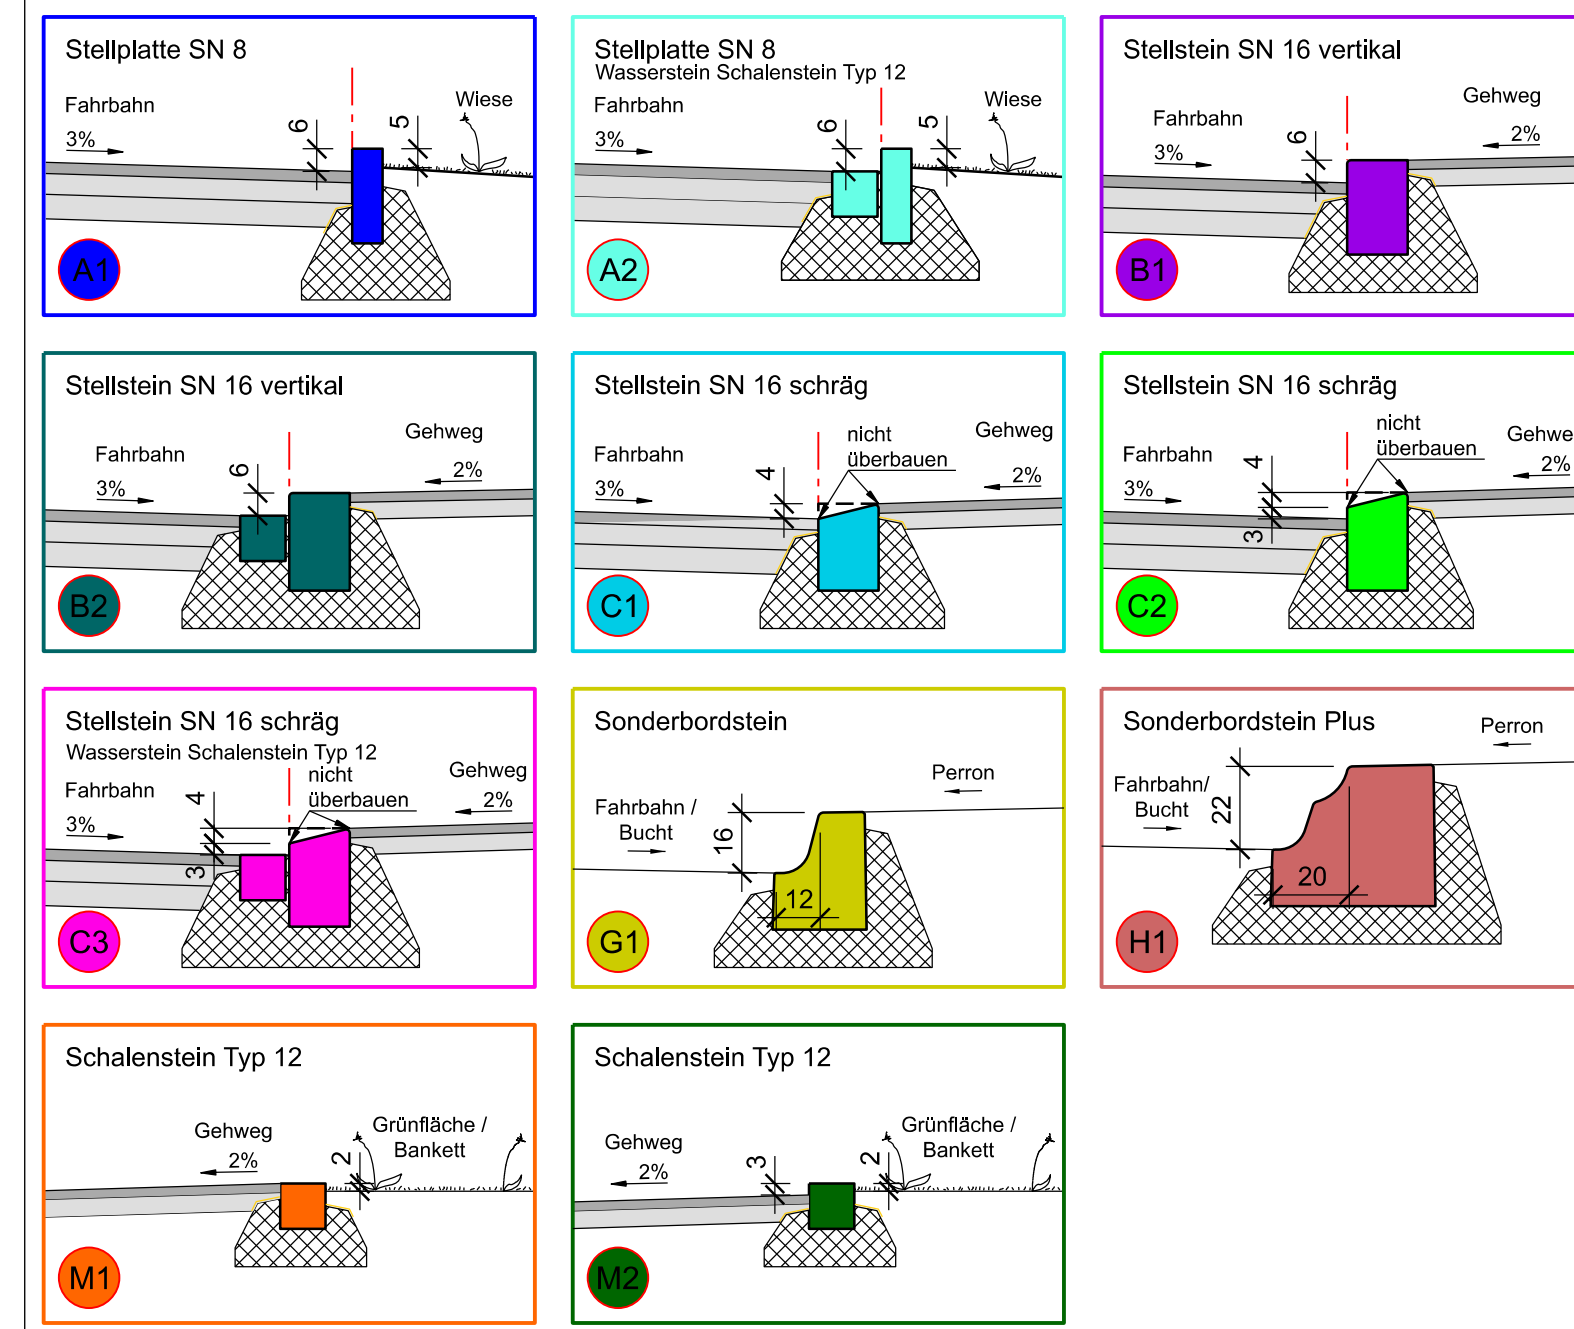 Stellplatte SN 8
Fahrbahn
3%
6
5
Wiese
A1
Stellplatte SN 8
Wasserstein Schalenstein Typ 12
Fahrbahn
3%
6
5
Wiese
A2
Stellstein SN 16 vertikal
Fahrbahn
3%
6
Gehweg
2%
B1
Stellstein SN 16 vertikal
Fahrbahn
3%
6
Gehweg
2%
B2
Stellstein SN 16 schräg
Fahrbahn
3%
4
nicht
überbauen
Gehweg
2%
C1
Stellstein SN 16 schräg
Fahrbahn
3%
4
3
nicht
überbauen
Gehwe
2%
C2
Stellstein SN 16 schräg
Wasserstein Schalenstein Typ 12
Fahrbahn
3%
4
3
nicht
überbauen
Gehweg
2%
C3
Sonderbordstein
Fahrbahn /
Bucht
16
12
Perron
G1
Sonderbordstein Plus
Fahrbahn/
Bucht
22
20
Perron
H1
Schalenstein Typ 12
Gehweg
2%
2
Grünfläche /
Bankett
M1
Schalenstein Typ 12
Gehweg
2%
3
2
Grünfläche /
Bankett
M2